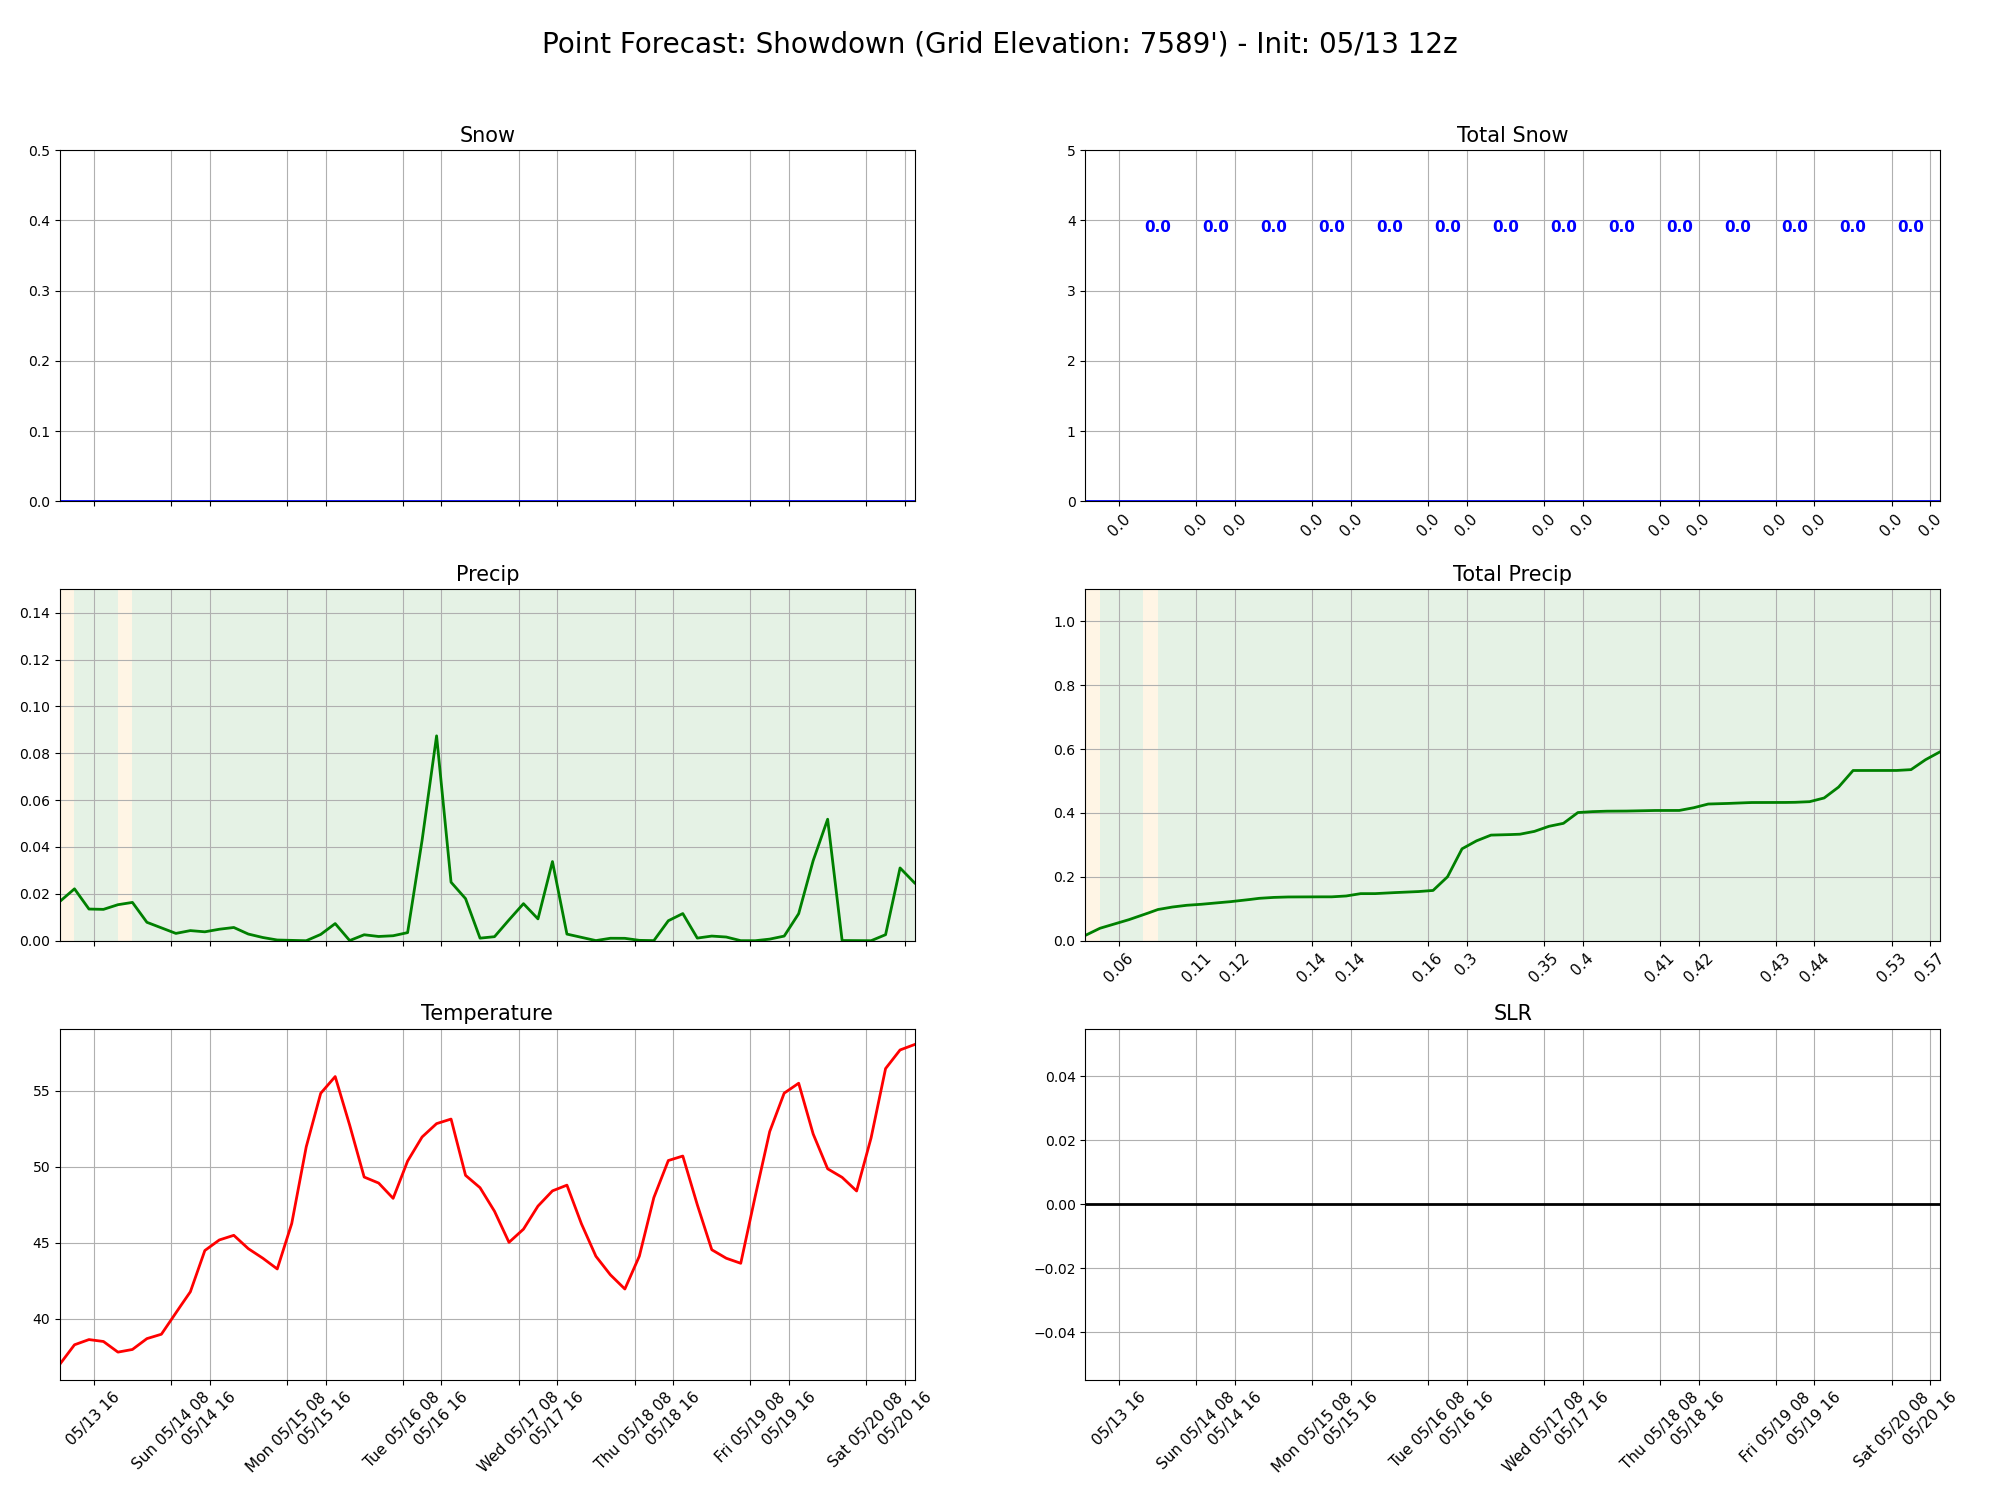 Point Forecast: Showdown (Grid Elevation: 7589') - Init: 05/13 12z
Snow
0.5
0.4
0.3
0.2
0.1
0.0
Total Snow
5
4
3
2
1
0
0.0 0.0 0.0 0.0 0.0 0.0 0.0 0.0 0.0 0.0 0.0 0.0 0.0 0.0
0.0 0.0 0.0 0.0 0.0 0.0 0.0 0.0 0.0 0.0 0.0 0.0 0.0 0.0 0.0
Precip
0.14
0.12
0.10
0.08
0.06
0.04
0.02
0.00
Total Precip
1.0
0.8
0.6
0.4
0.2
0.0
0.06 0.11 0.12 0.14 0.14 0.16 0.3 0.35 0.4 0.41 0.42 0.43 0.44 0.53 0.57
Temperature
55
50
45
40
05/13 16
Sun 05/14 08
05/14 16
Mon 05/15 08
05/15 16
Tue 05/16 08
05/16 16
Wed 05/17 08
05/17 16
Thu 05/18 08
05/18 16
Fri 05/19 08
05/19 16
Sat 05/20 08
05/20 16
SLR
0.04
0.02
0.00
−0.02
−0.04
05/13 16
Sun 05/14 08
05/14 16
Mon 05/15 08
05/15 16
Tue 05/16 08
05/16 16
Wed 05/17 08
05/17 16
Thu 05/18 08
05/18 16
Fri 05/19 08
05/19 16
Sat 05/20 08
05/20 16